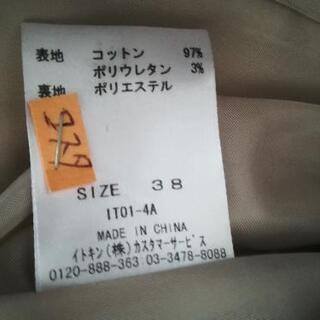 表地 コットン 97%
ポリウレタン 3%
裏地 ポリエステル
SIZE 38
IT01-4A
MADE IN CHINA
イトキン(株)カスタマーサービス
0120-888-363 03-3478-8088